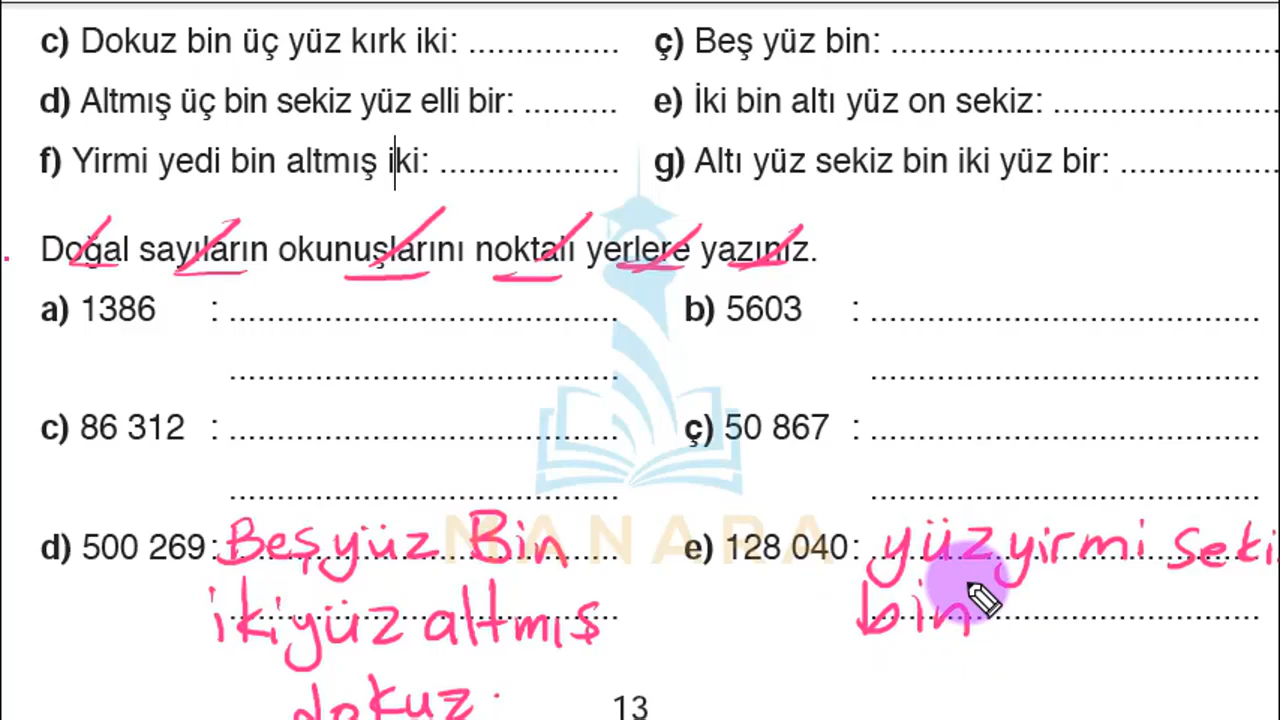 c) Dokuz bin üç yüz kırk iki: ................ ç) Beş yüz bin: ........................................
d) Altmış üç bin sekiz yüz elli bir: .......... e) İki bin altı yüz on sekiz: ........................
f) Yirmi yedi bin altmış iki: ................... g) Altı yüz sekiz bin iki yüz bir: .................
. Doğal sayıların okunuşlarını noktalı yerlere yazınız.
a) 1386 : ......................................... b) 5603 : .........................................
......................................... .........................................
c) 86 312 : ......................................... ç) 50 867 : .........................................
......................................... .........................................
MANARA
d) 500 269: Beşyüz Bin e) 128 040: yüzyirmi seki
ikiyüz altmış bin
dokuz.
13